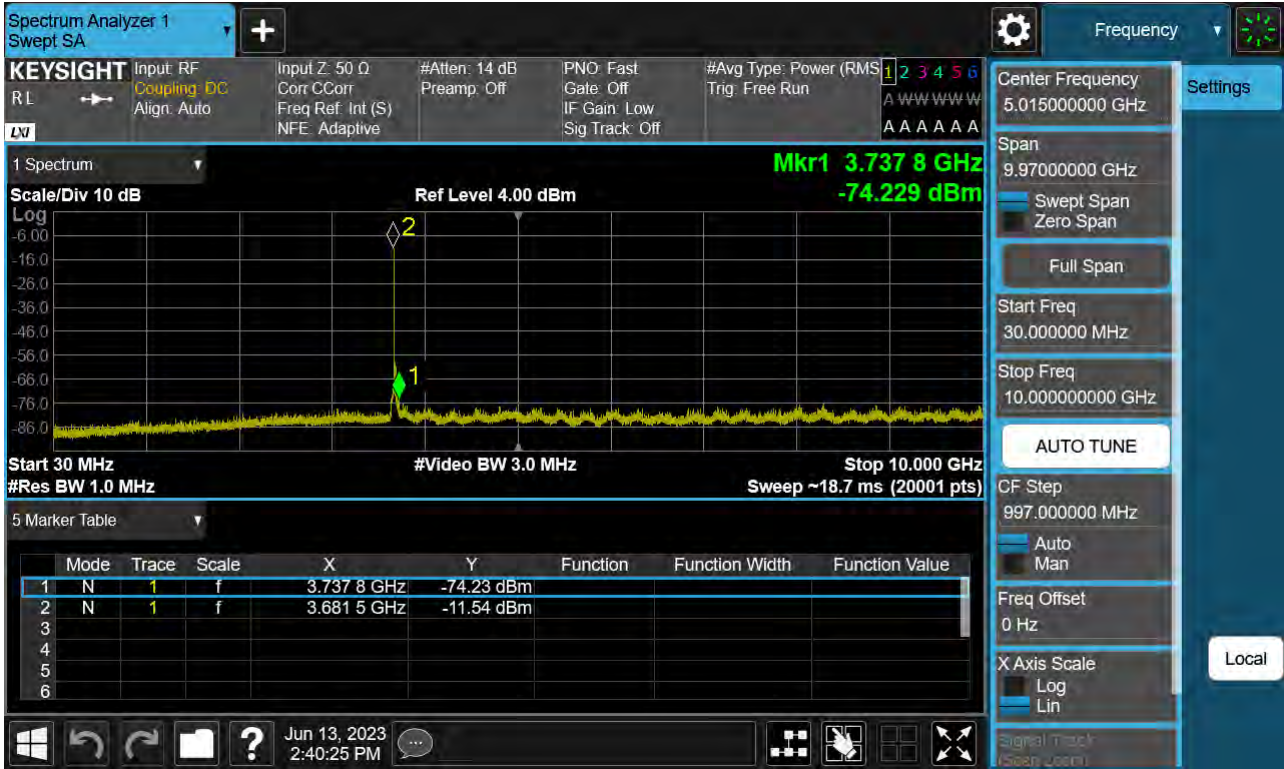 Spectrum Analyzer 1
Swept SA
+
Frequency
KEYSIGHT
Input: RF
Coupling: DC
Align: Auto
Input Z: 50 Ω
Corr CCorr
Freq Ref: Int (S)
NFE: Adaptive
#Atten: 14 dB
Preamp: Off
PNO: Fast
Gate: Off
IF Gain: Low
Sig Track: Off
#Avg Type: Power (RMS
Trig: Free Run
1 2 3 4 5 6
A W W W W W
A A A A A A
R L
LXI
Center Frequency
5.015000000 GHz
Settings
1 Spectrum
Mkr1 3.737 8 GHz
-74.229 dBm
Scale/Div 10 dB
Ref Level 4.00 dBm
Log
-6.00
-16.0
-26.0
-36.0
-46.0
-56.0
-66.0
-76.0
-86.0
2
1
Start 30 MHz
#Video BW 3.0 MHz
Stop 10.000 GHz
#Res BW 1.0 MHz
Sweep ~18.7 ms (20001 pts)
Span
9.97000000 GHz
Swept Span
Zero Span
Full Span
Start Freq
30.000000 MHz
Stop Freq
10.000000000 GHz
AUTO TUNE
CF Step
997.000000 MHz
Auto
Man
Freq Offset
0 Hz
X Axis Scale
Log
Lin
Signal Track
(Span Zoom)
Local
5 Marker Table
Mode Trace Scale X Y Function Function Width Function Value
1 N 1 f 3.737 8 GHz -74.23 dBm
2 N 1 f 3.681 5 GHz -11.54 dBm
3
4
5
6
?
Jun 13, 2023
2:40:25 PM